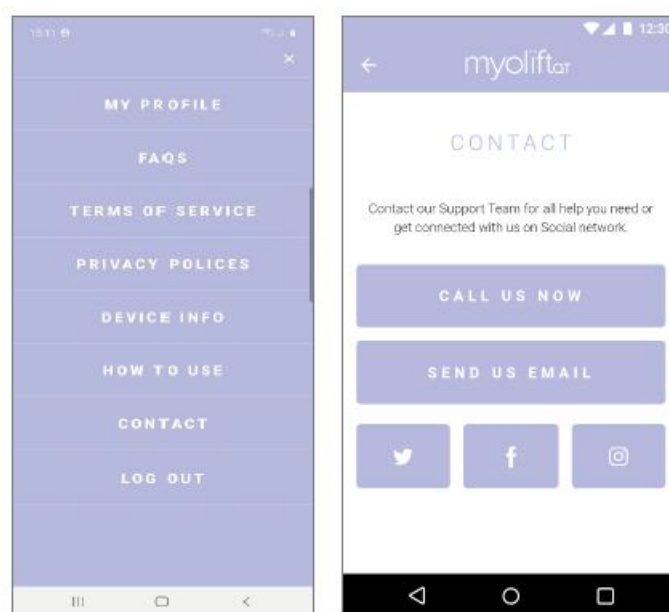 MY PROFILE
FAQS
TERMS OF SERVICE
PRIVACY POLICES
DEVICE INFO
HOW TO USE
CONTACT
LOG OUT
12:30
myoliftQT
CONTACT
Contact our Support Team for all help you need or
get connected with us on Social network.
CALL US NOW
SEND US EMAIL